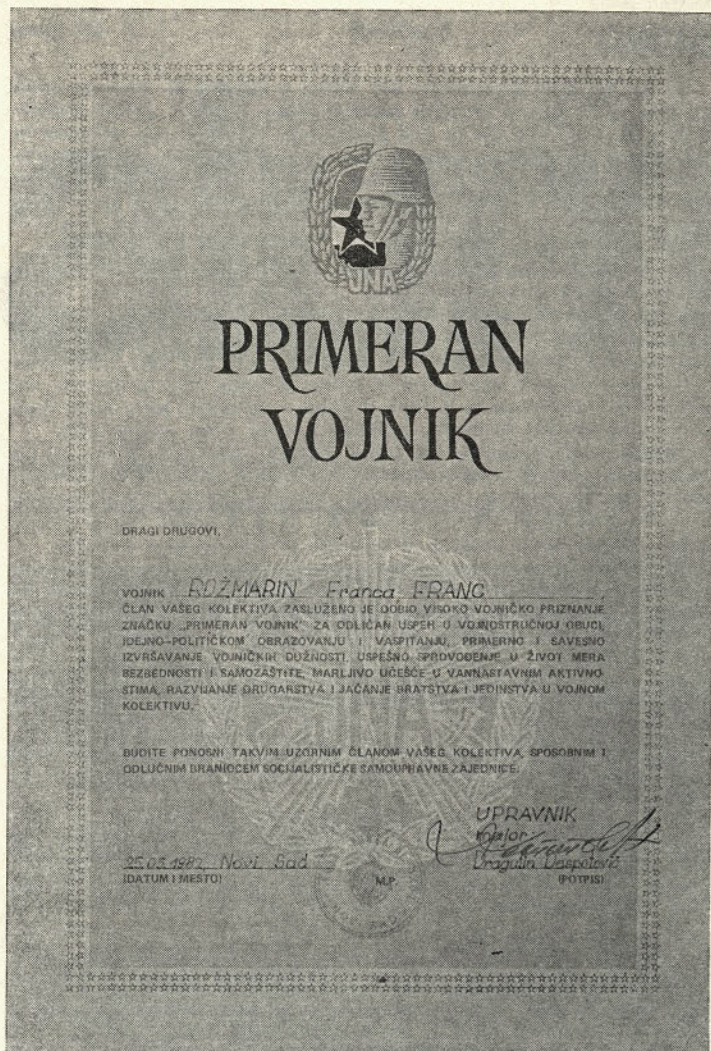 JNA
PRIMERAN
VOJNIK
DRAGI DRUGOVI,
VOJNIK ROŽMARIN Franca FRANC,
ČLAN VAŠEG KOLEKTIVA ZASLUŽENO JE DOBIO VISOKO VOJNIČKO PRIZNANJE
ZNAČKU „PRIMERAN VOJNIK" ZA ODLIČAN USPEH U VOJNOSTRUČNOJ OBUCI,
IDEJNO-POLITIČKOM OBRAZOVANJU I VASPITANJU, PRIMERNO I SAVESNO
IZVRŠAVANJE VOJNIČKIH DUŽNOSTI, USPEŠNO SPROVOĐENJE U ŽIVOT MERA
BEZBEDNOSTI I SAMOZAŠTITE, MARLJIVO UČEŠĆE U VANNASTAVNIM AKTIVNO-
STIMA, RAZVIJANJE DRUGARSTVA I JAČANJE BRATSTVA I JEDINSTVA U VOJNOM
KOLEKTIVU.
BUDITE PONOSNI TAKVIM UZORNIM ČLANOM VAŠEG KOLEKTIVA, SPOSOBNIM I
ODLUČNIM BRANIOCEM SOCIJALISTIČKE SAMOUPRAVNE ZAJEDNICE.
UPRAVNIK
major
Dragutin
Novi Sad
(DATUM I MESTO)
M.P.
(POTPIS)